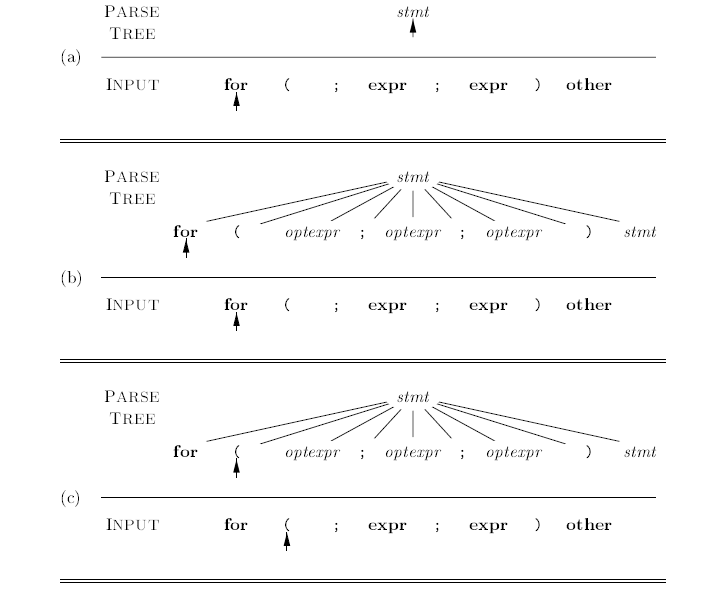 PARSE stmt
TREE
(a)
INPUT for ( ; expr ; expr ) other
PARSE stmt
TREE
for ( optexpr ; optexpr ; optexpr ) stmt
(b)
INPUT for ( ; expr ; expr ) other
PARSE stmt
TREE
for ( optexpr ; optexpr ; optexpr ) stmt
(c)
INPUT for ( ; expr ; expr ) other